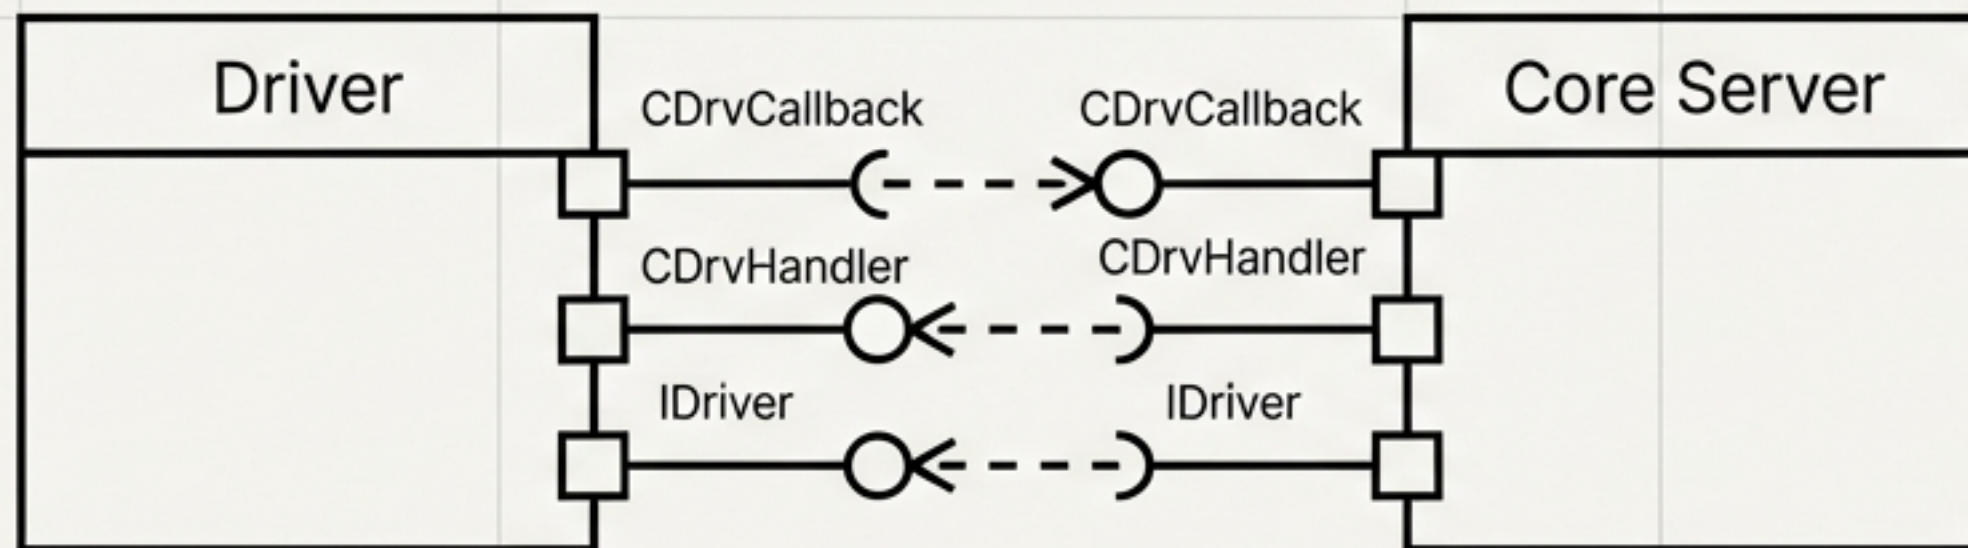 Driver
Core Server
CDrvCallback
CDrvCallback
CDrvHandler
CDrvHandler
IDriver
IDriver